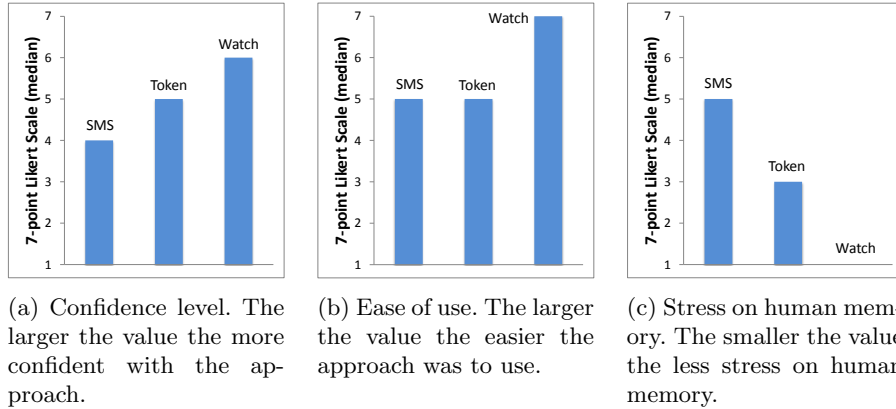 7-point Likert Scale (median)
7
6
5
4
3
2
1
SMS
Token
Watch
7-point Likert Scale (median)
7
6
5
4
3
2
1
SMS
Token
Watch
7-point Likert Scale (median)
7
6
5
4
3
2
1
SMS
Token
Watch
(a) Confidence level. The
larger the value the more
confident with the ap-
proach.
(b) Ease of use. The larger
the value the easier the
approach was to use.
(c) Stress on human mem-
ory. The smaller the value
the less stress on human
memory.